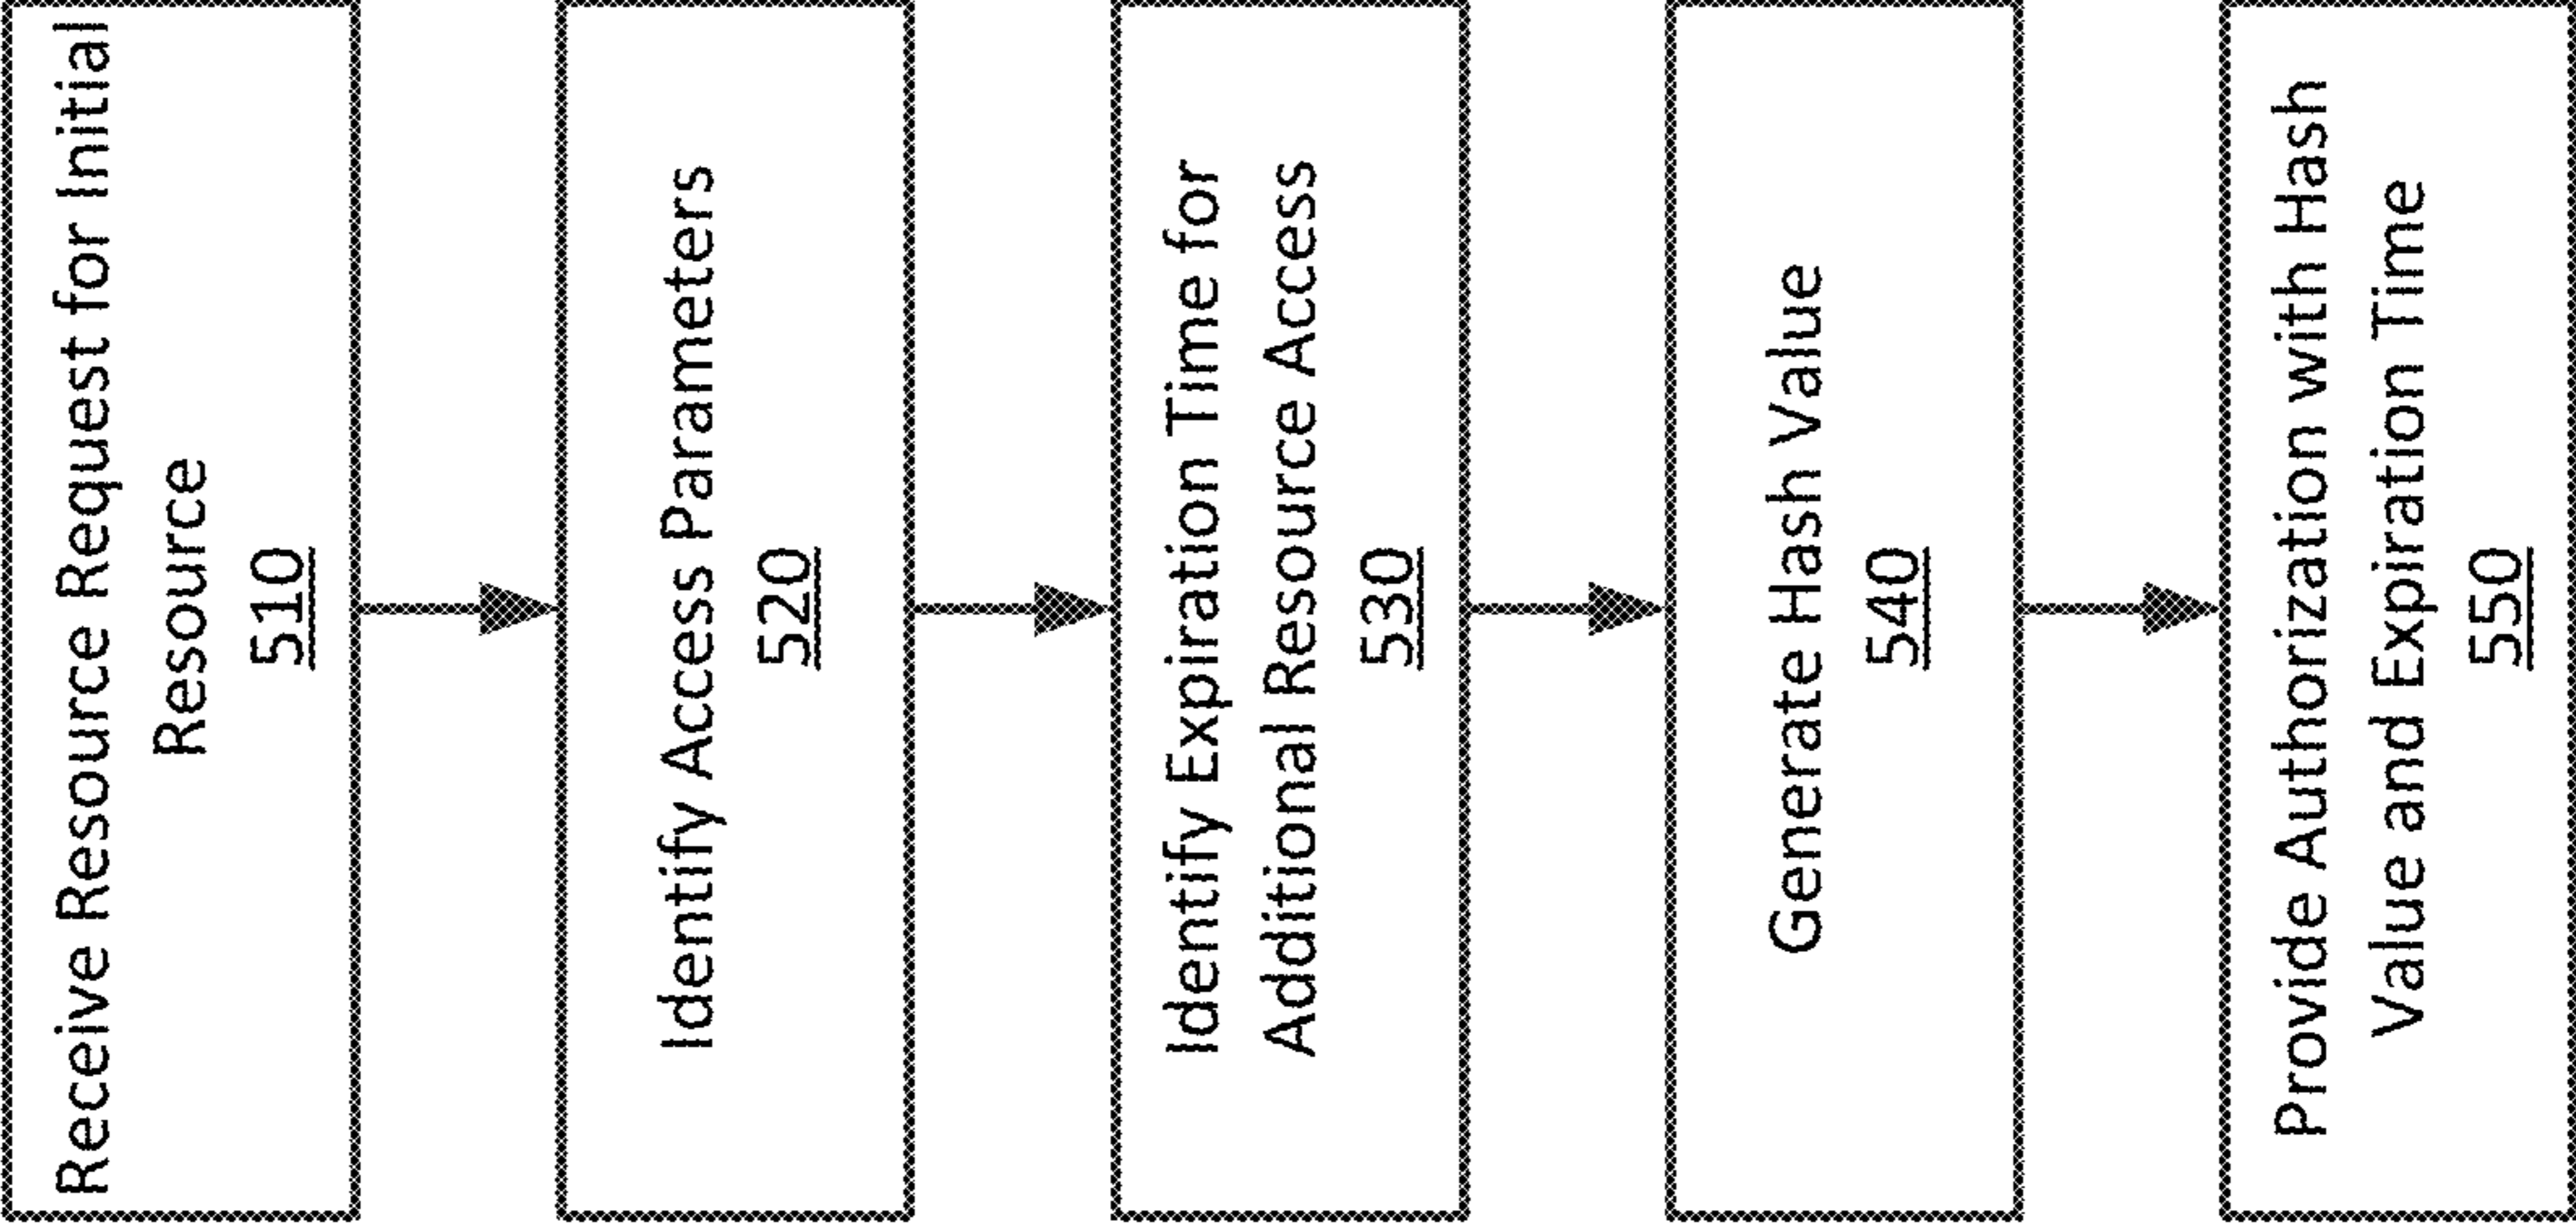 Receive Resource Request for Initial
Resource
510
Identify Access Parameters
520
Identify Expiration Time for
Additional Resource Access
530
Generate Hash Value
540
Provide Authorization with Hash
Value and Expiration Time
550